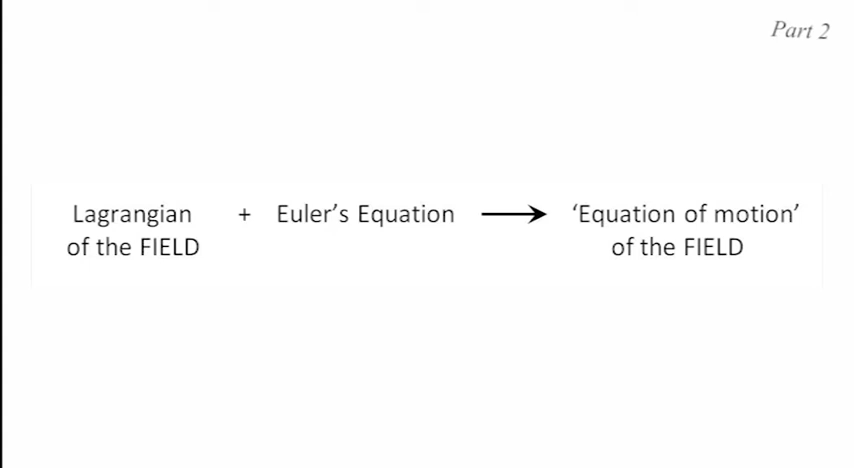 Part 2
Lagrangian + Euler’s Equation ⟶ ‘Equation of motion’
of the FIELD of the FIELD